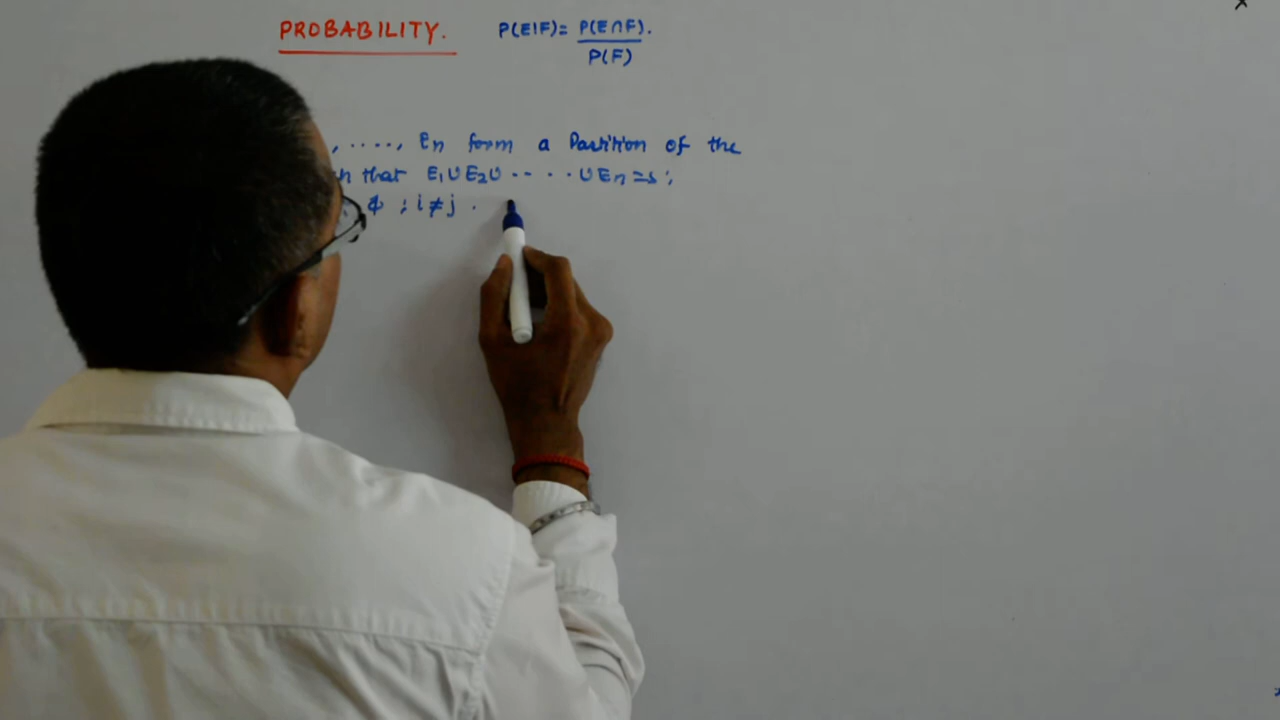 PROBABILITY. P(E|F)= P(E∩F). / P(F)
, ...., En form a Partition of the
that E₁∪E₂∪ ..... ∪En=s;
ϕ ; i≠j .